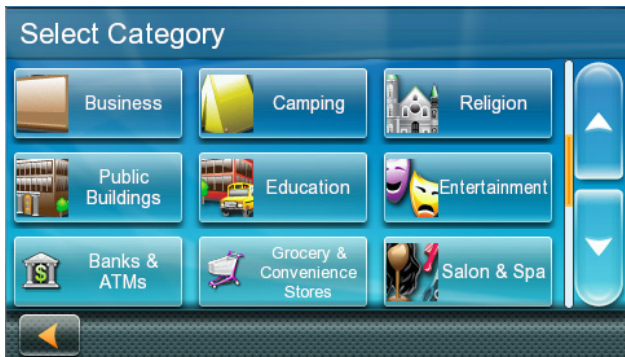 Select Category
Business
Camping
Religion
Public
Buildings
Education
Entertainment
Banks &
ATMs
$
Grocery &
Convenience
Stores
Salon & Spa